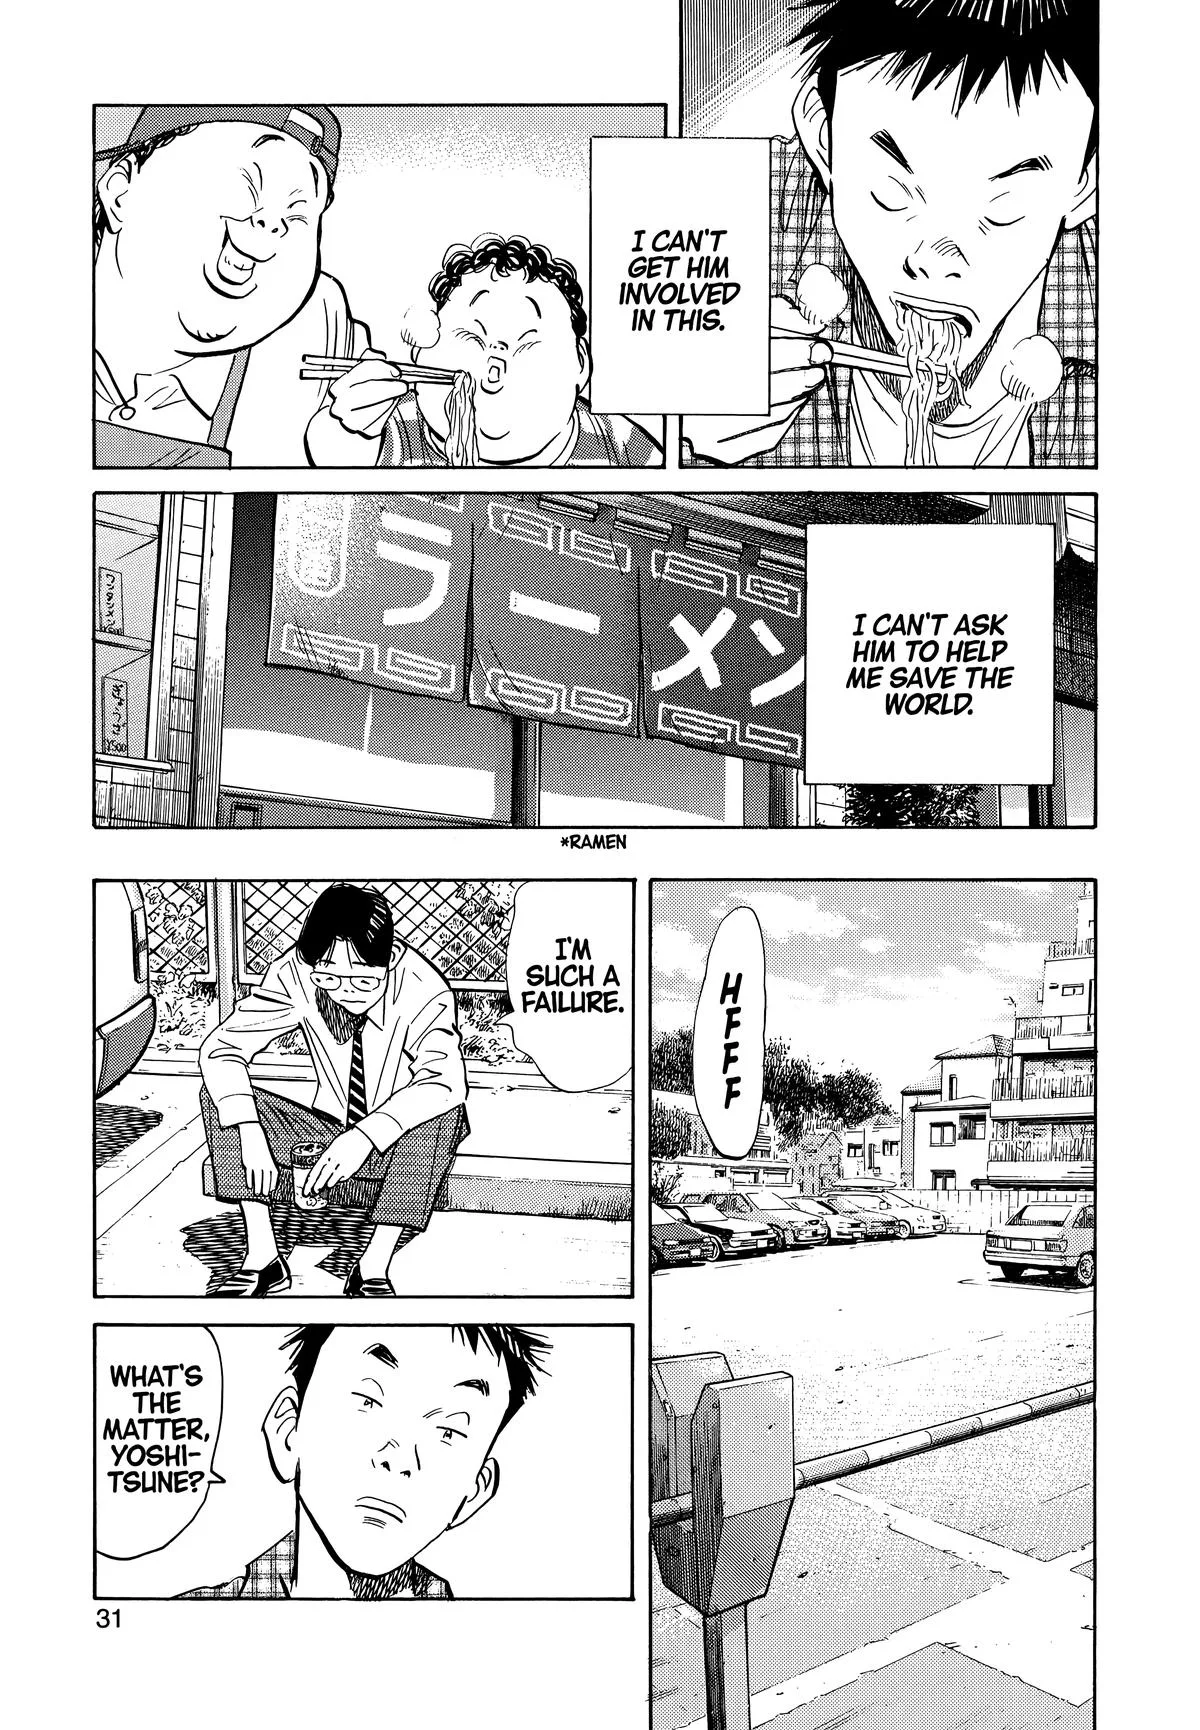 I CAN'T
GET HIM
INVOLVED
IN THIS.
ラーメン
I CAN'T ASK
HIM TO HELP
ME SAVE THE
WORLD.
¥500
*RAMEN
HFFF
I'M
SUCH A
FAILURE.
WHAT'S
THE
MATTER,
YOSHI-
TSUNE?
31